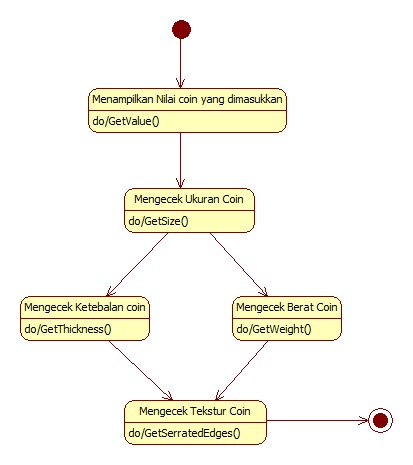 Menampilkan Nilai coin yang dimasukkan
do/GetValue()
Mengecek Ukuran Coin
do/GetSize()
Mengecek Ketebalan coin
do/GetThickness()
Mengecek Berat Coin
do/GetWeight()
Mengecek Tekstur Coin
do/GetSerratedEdges()